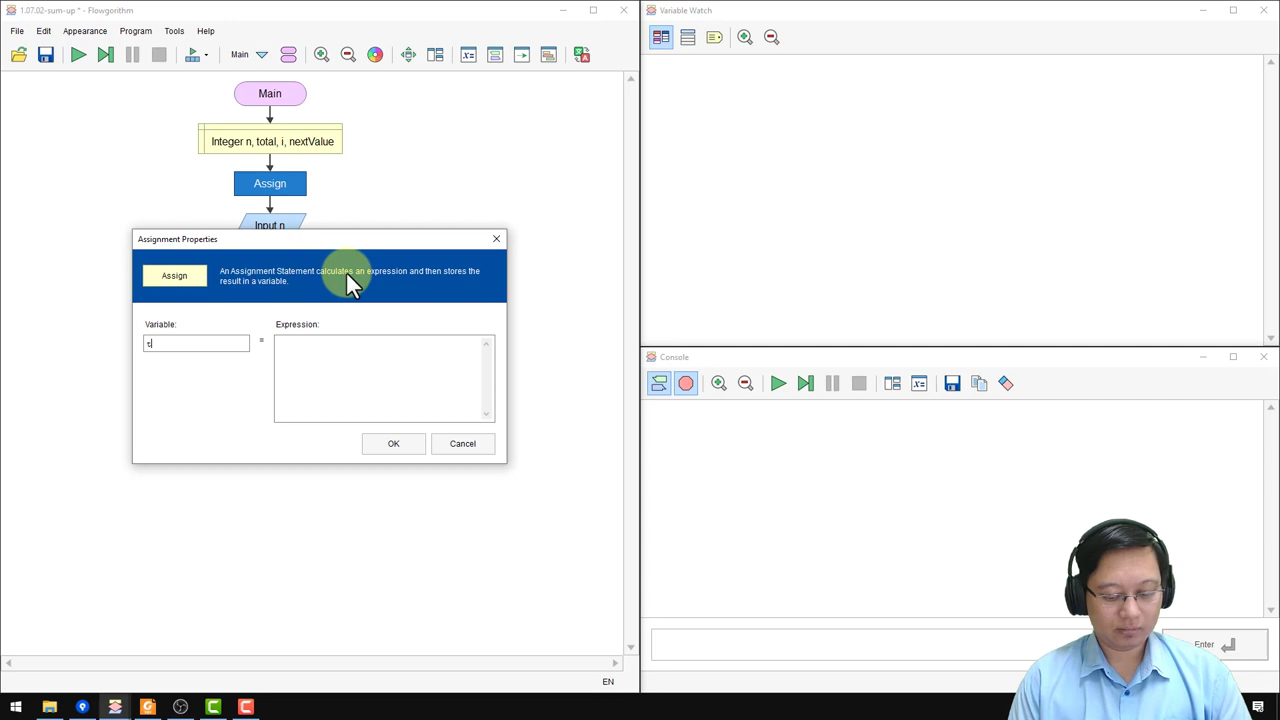 1.07.02-sum-up * - Flowgorithm
File Edit Appearance Program Tools Help
Main
Main
Integer n, total, i, nextValue
Assign
Input n
Assignment Properties
Assign
An Assignment Statement calculates an expression and then stores the
result in a variable.
Variable:
Expression:
=
OK
Cancel
EN
Variable Watch
Console
Enter